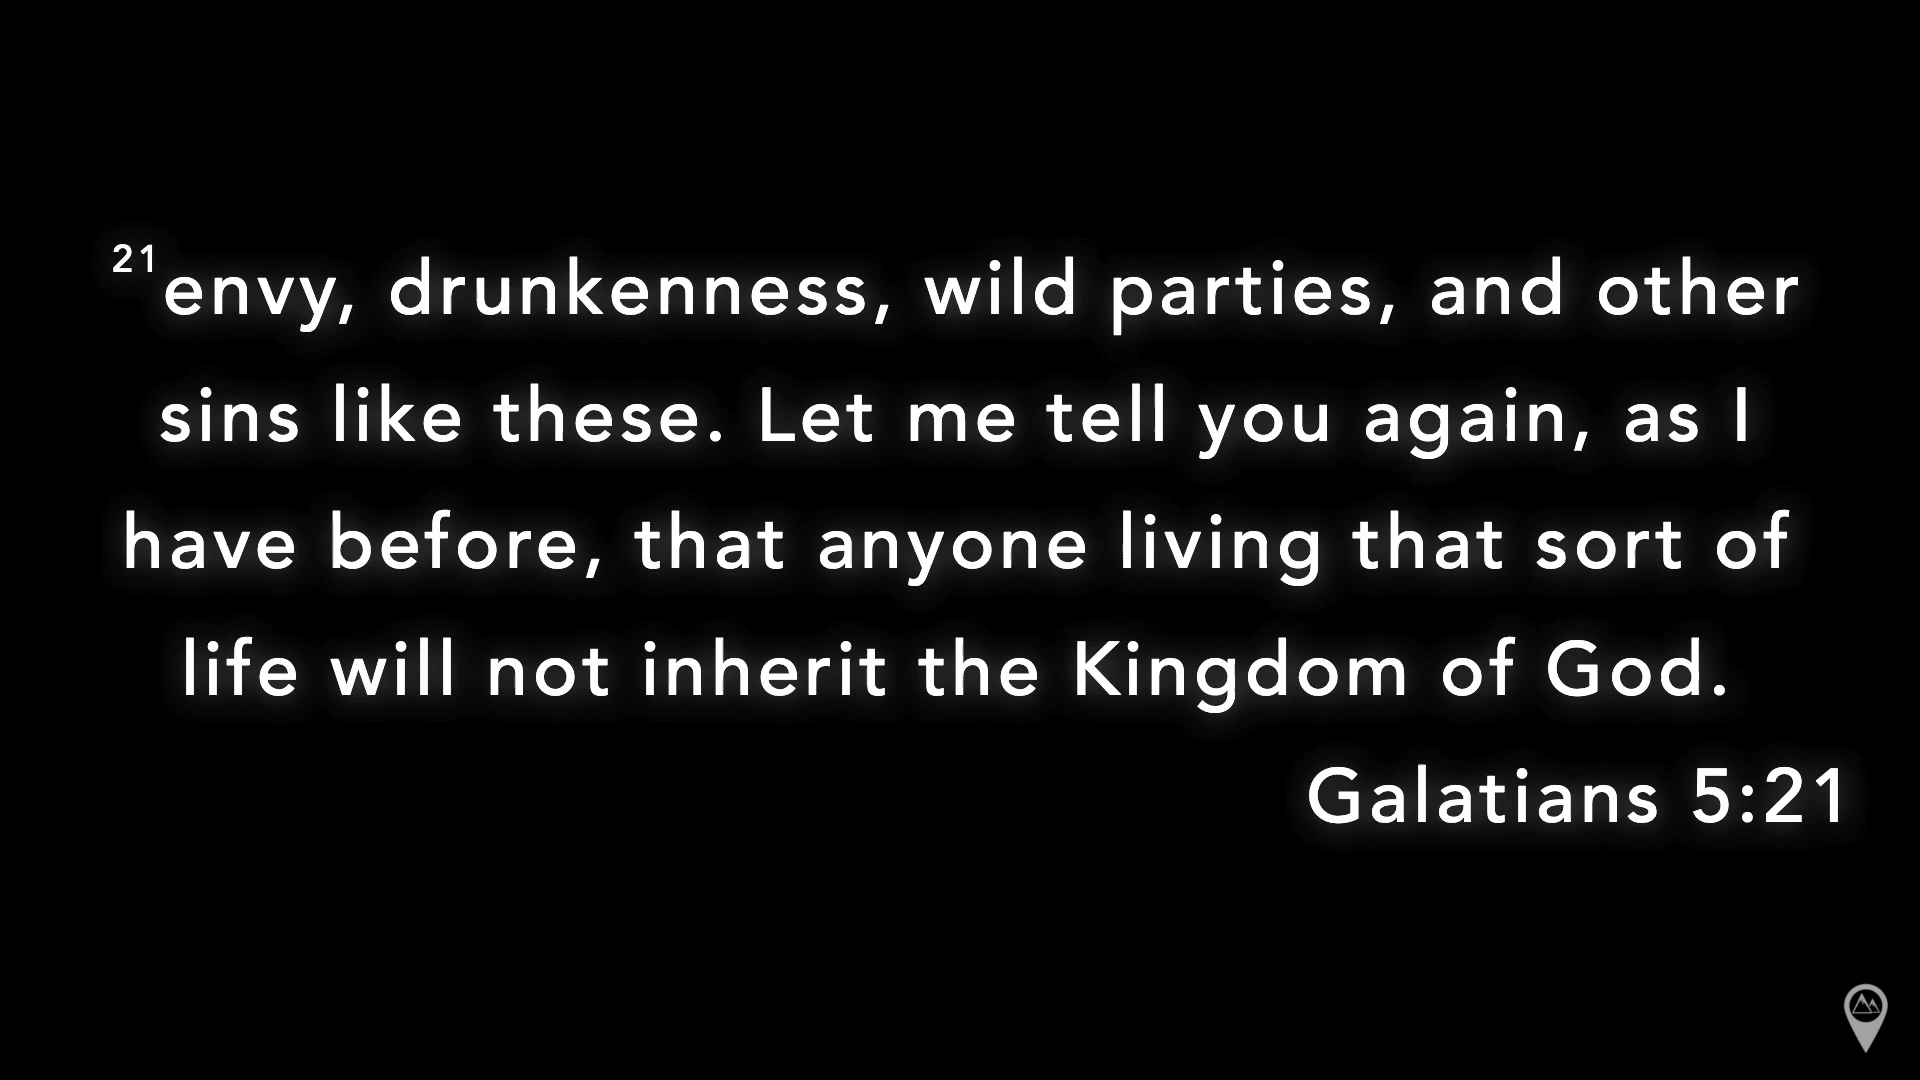 21envy, drunkenness, wild parties, and other
sins like these. Let me tell you again, as I
have before, that anyone living that sort of
life will not inherit the Kingdom of God.
Galatians 5:21